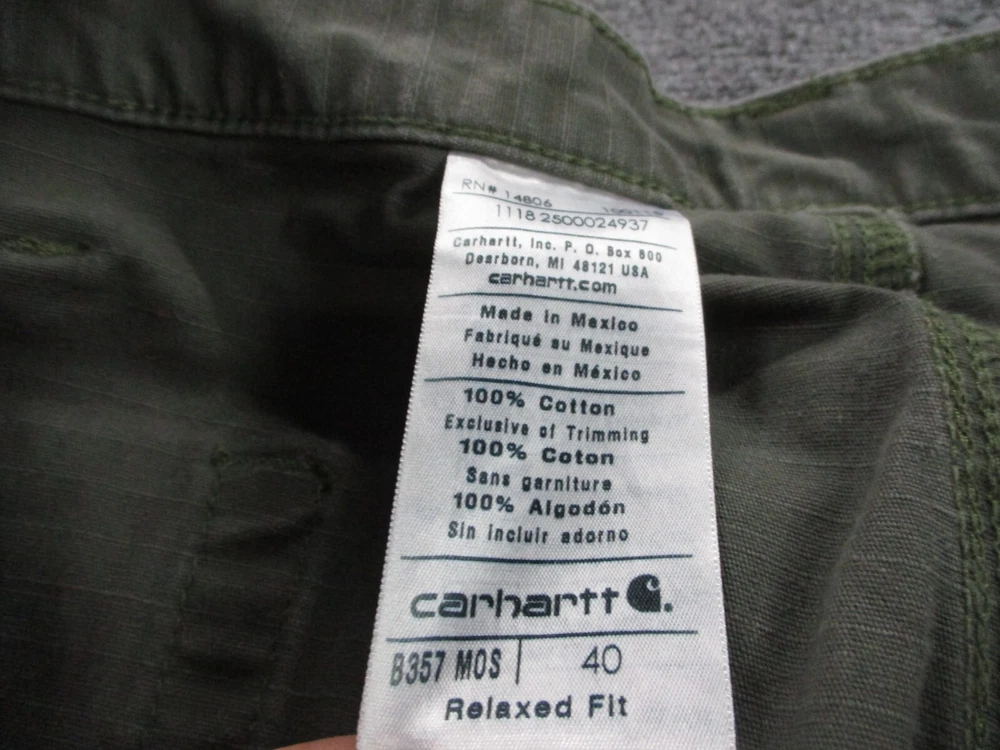 RN# 14806
1118 2500024937
Carhartt, Inc. P. O. Box 600
Dearborn, MI 48121 USA
carhartt.com
Made in Mexico
Fabriqué au Mexique
Hecho en México
100% Cotton
Exclusive of Trimming
100% Coton
Sans garniture
100% Algodón
Sin incluir adorno
carhartt
B357 MOS | 40
Relaxed Fit